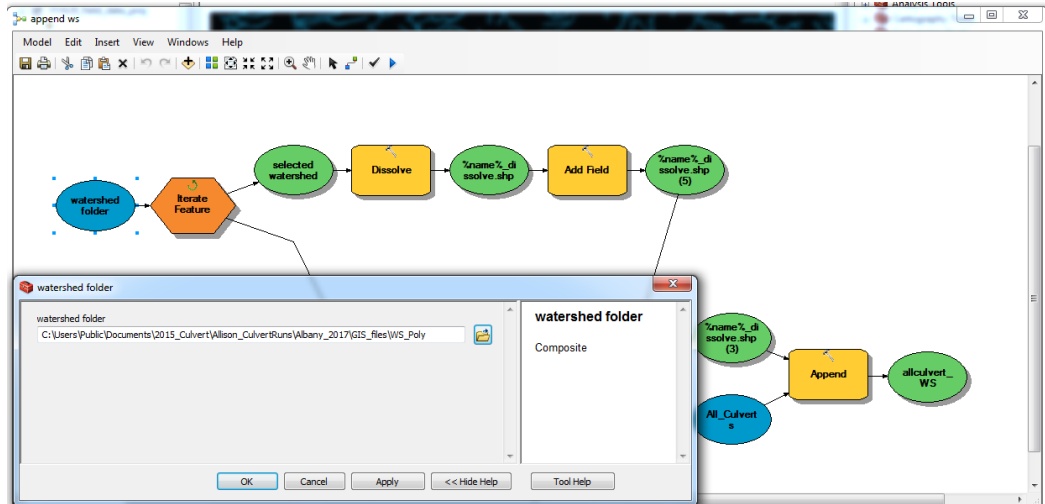 append ws
Analysis Tools
Model Edit Insert View Windows Help
selected
watershed
Dissolve
%name%_di
ssolve.shp
Add Field
%name%_di
ssolve.shp
(5)
watershed
folder
Iterate
Feature
watershed folder
watershed folder
C:\Users\Public\Documents\2015_Culvert\Allison_CulvertRuns\Albany_2017\GIS_files\WS_Poly
watershed folder
Composite
OK Cancel Apply << Hide Help Tool Help
%name%_di
ssolve.shp
(3)
Append
allculvert_
WS
All_Culvert
s